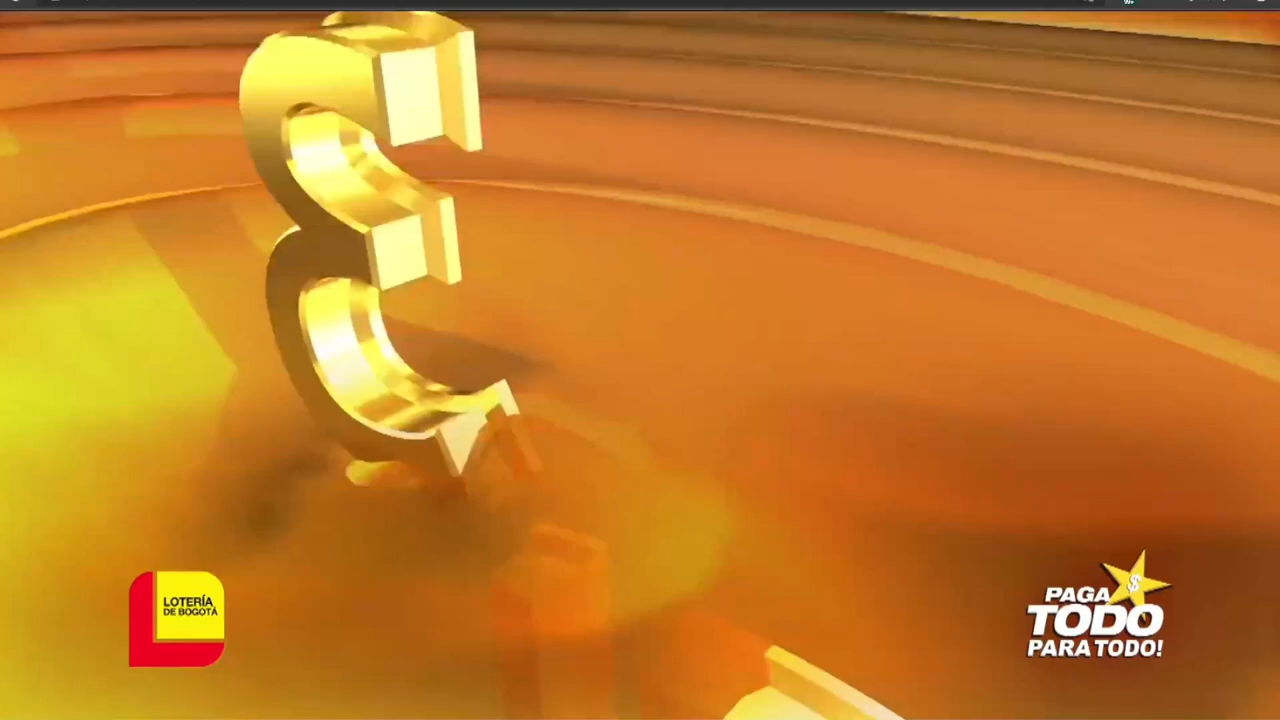 LOTERÍA
DE BOGOTÁ
PAGA
$
TODO
PARA TODO!